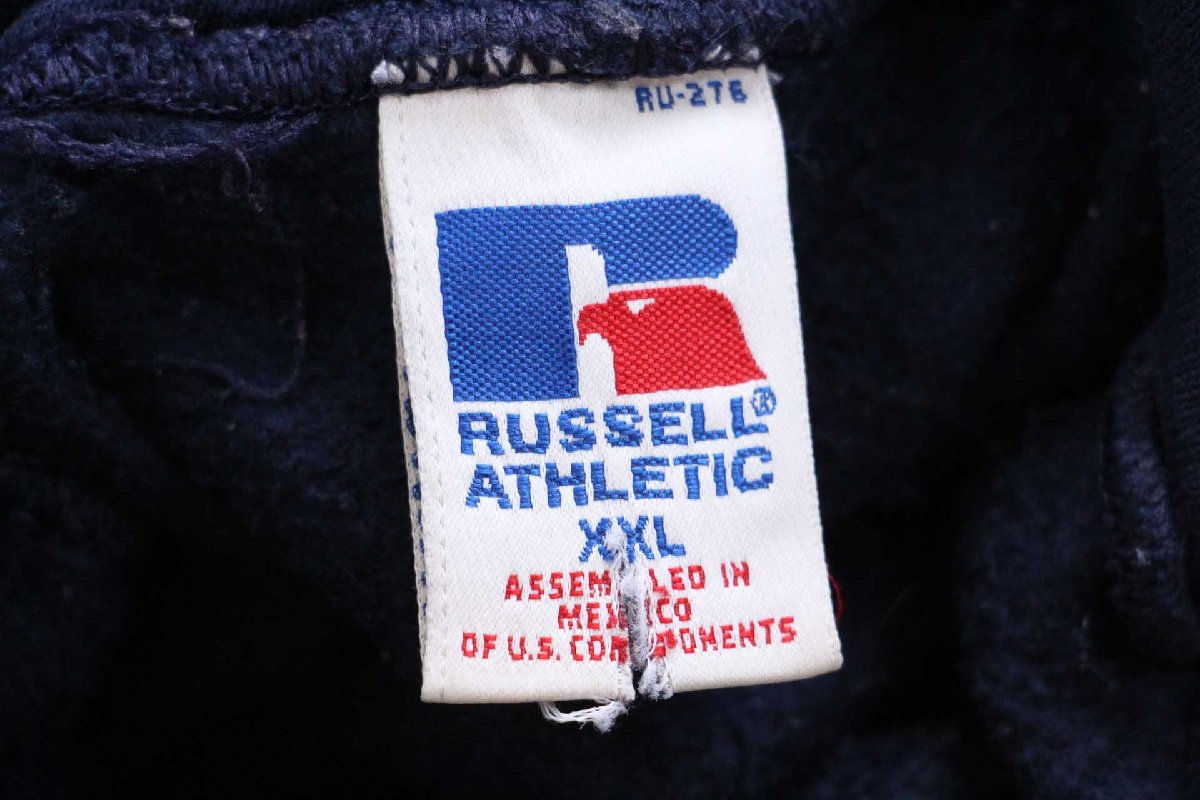 RU-276
RUSSELL®
ATHLETIC
XXL
ASSEMBLED IN
MEXICO
OF U.S. COMPONENTS